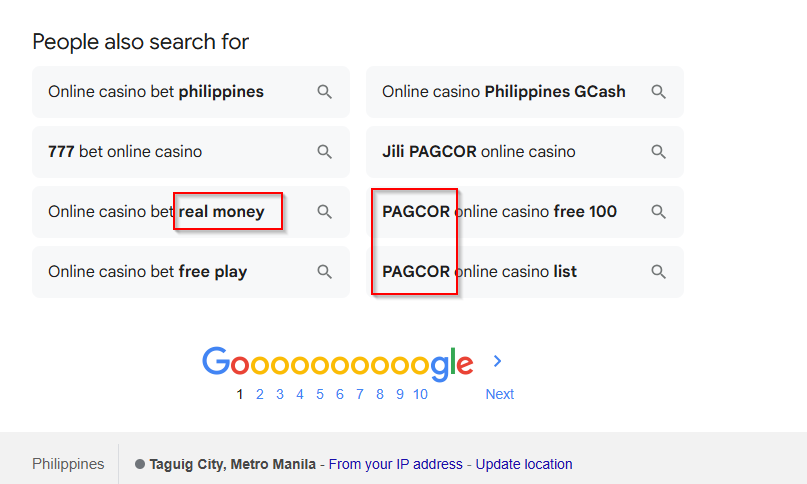 People also search for
Online casino bet philippines
Online casino Philippines GCash
777 bet online casino
Jili PAGCOR online casino
Online casino bet real money
PAGCOR online casino free 100
Online casino bet free play
PAGCOR online casino list
Goooooooooogle >
1 2 3 4 5 6 7 8 9 10 Next
Philippines Taguig City, Metro Manila - From your IP address - Update location